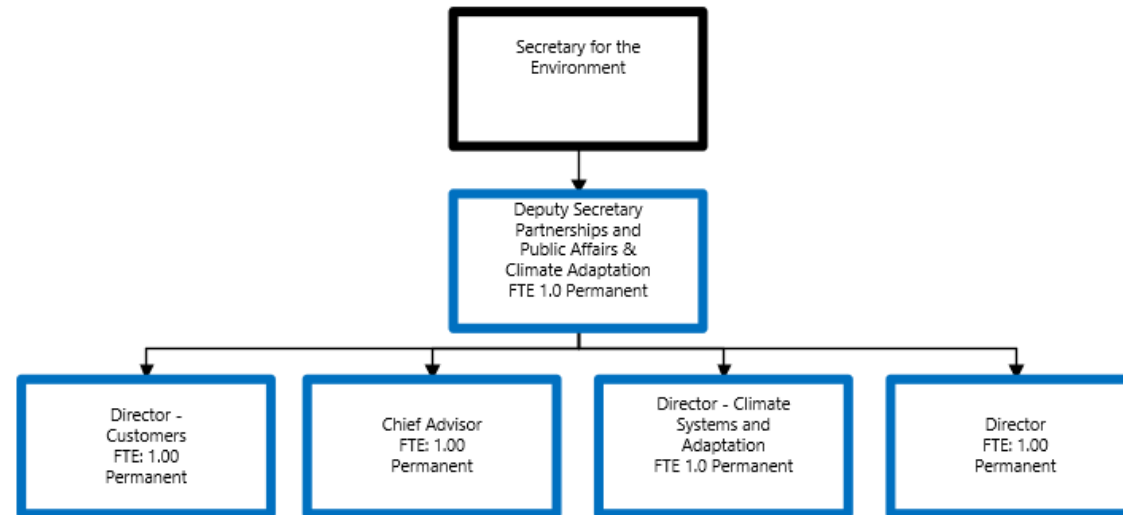 Secretary for the
Environment
Deputy Secretary
Partnerships and
Public Affairs &
Climate Adaptation
FTE 1.0 Permanent
Director -
Customers
FTE: 1.00
Permanent
Chief Advisor
FTE: 1.00
Permanent
Director - Climate
Systems and
Adaptation
FTE 1.0 Permanent
Director
FTE: 1.00
Permanent